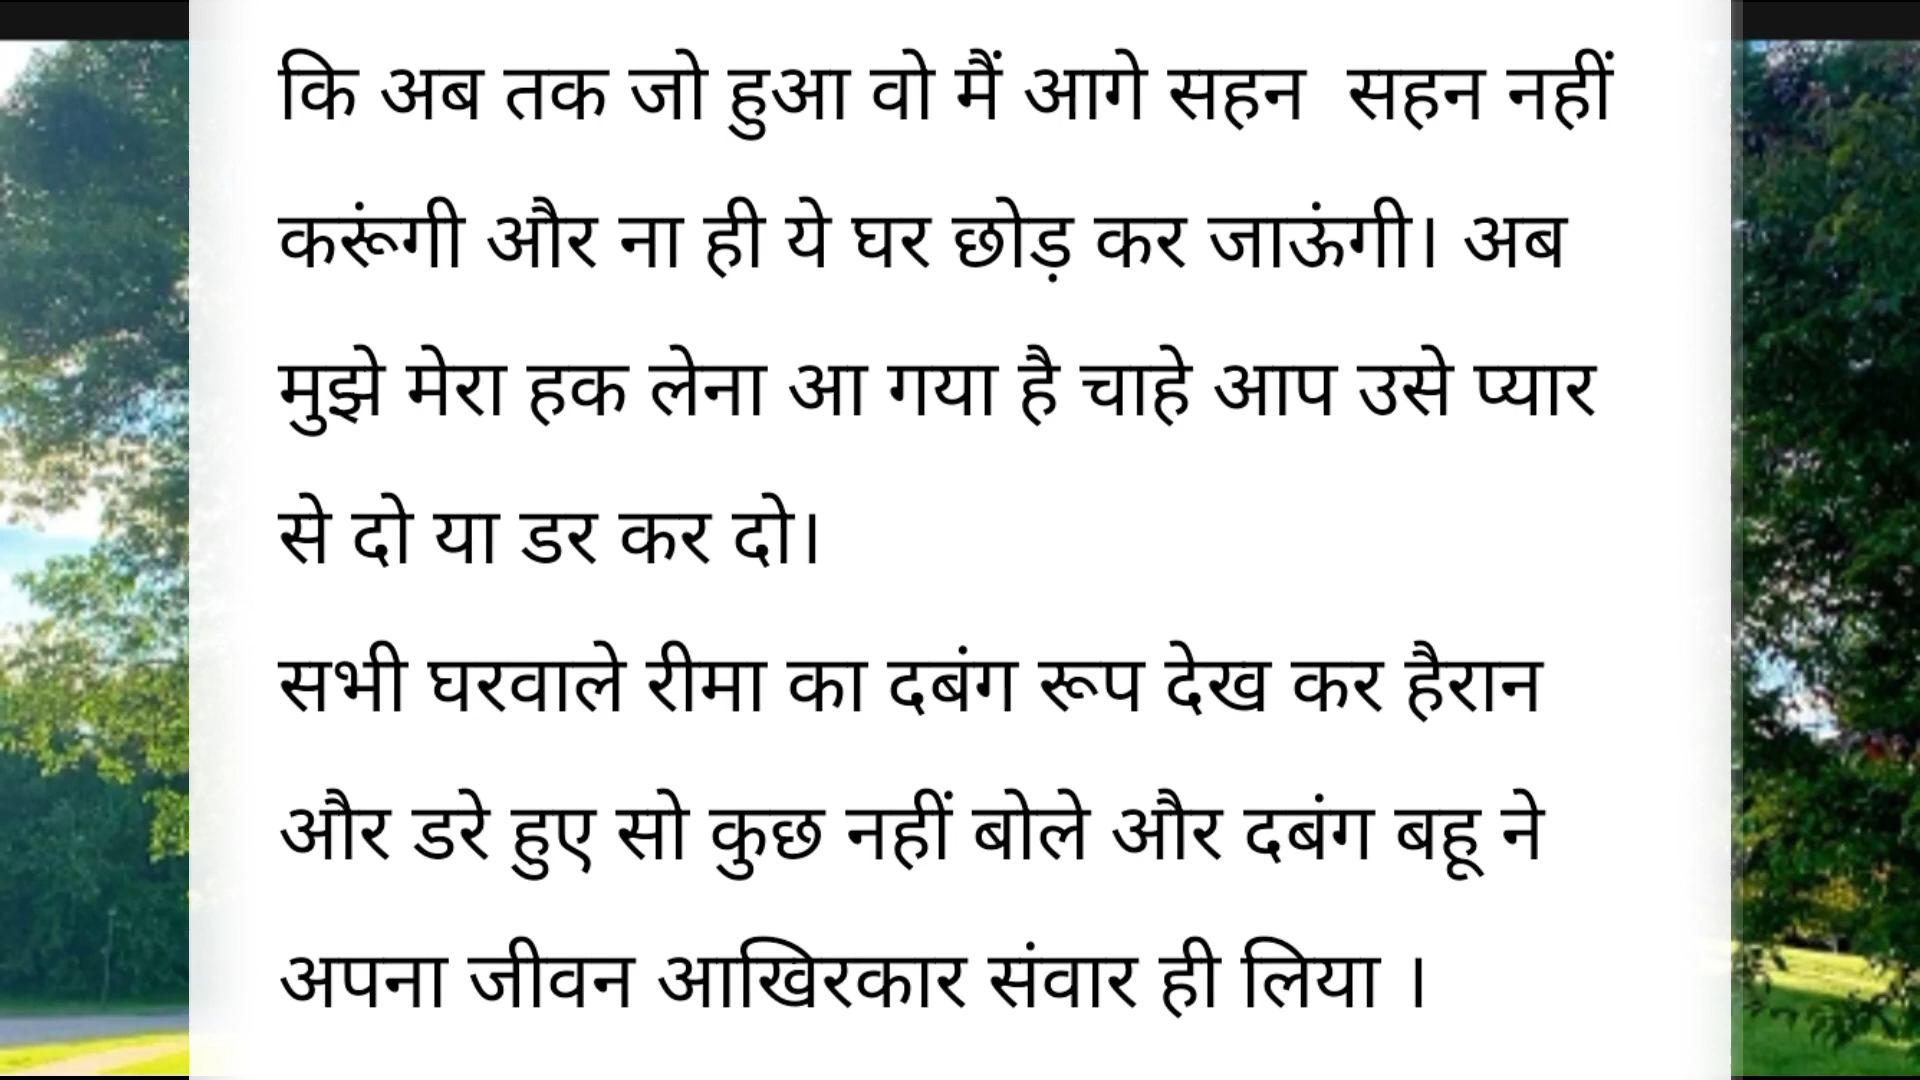 कि अब तक जो हुआ वो मैं आगे सहन  सहन नहीं
करूंगी और ना ही ये घर छोड़ कर जाऊंगी। अब
मुझे मेरा हक लेना आ गया है चाहे आप उसे प्यार
से दो या डर कर दो।
सभी घरवाले रीमा का दबंग रूप देख कर हैरान
और डरे हुए सो कुछ नहीं बोले और दबंग बहू ने
अपना जीवन आखिरकार संवार ही लिया ।